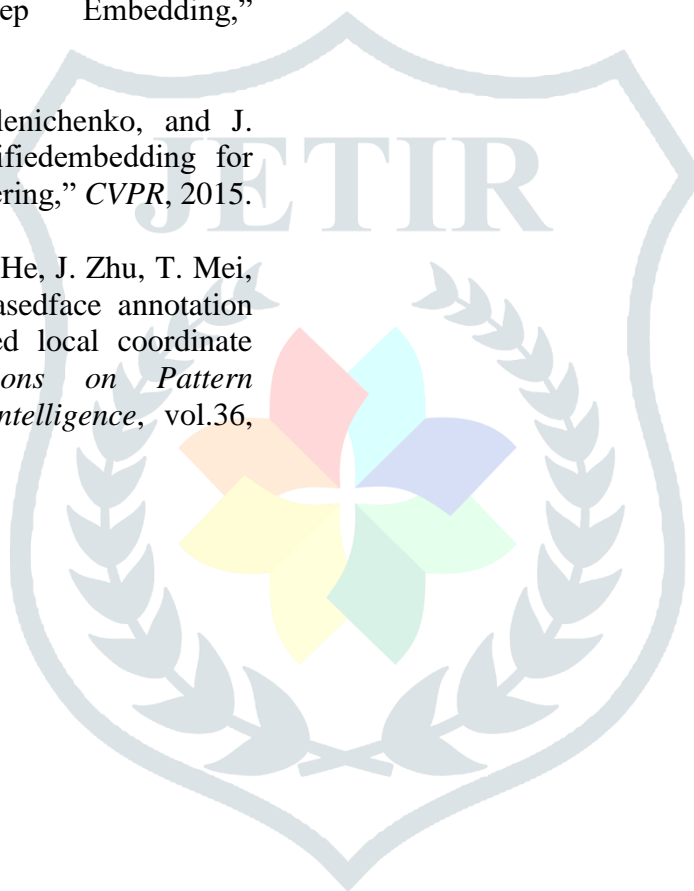 ep Embedding,”
lenichenko, and J.
ifiedembedding for
ering,” CVPR, 2015.
JETIR
He, J. Zhu, T. Mei,
asedface annotation
ed local coordinate
ons on Pattern
ntelligence, vol.36,